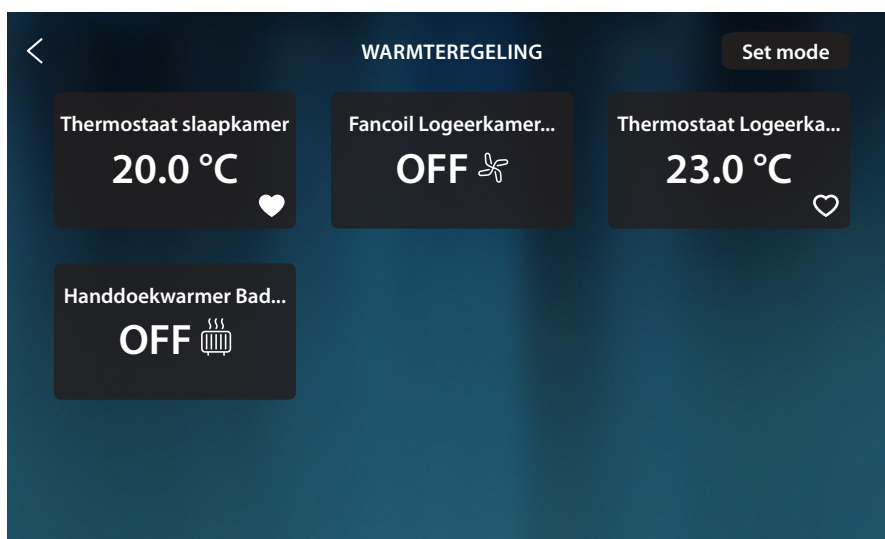 WARMTEREGELING
Set mode
Thermostaat slaapkamer
20.0 °C
Fancoil Logeerkamer...
OFF
Thermostaat Logeerka...
23.0 °C
Handdoekwarmer Bad...
OFF